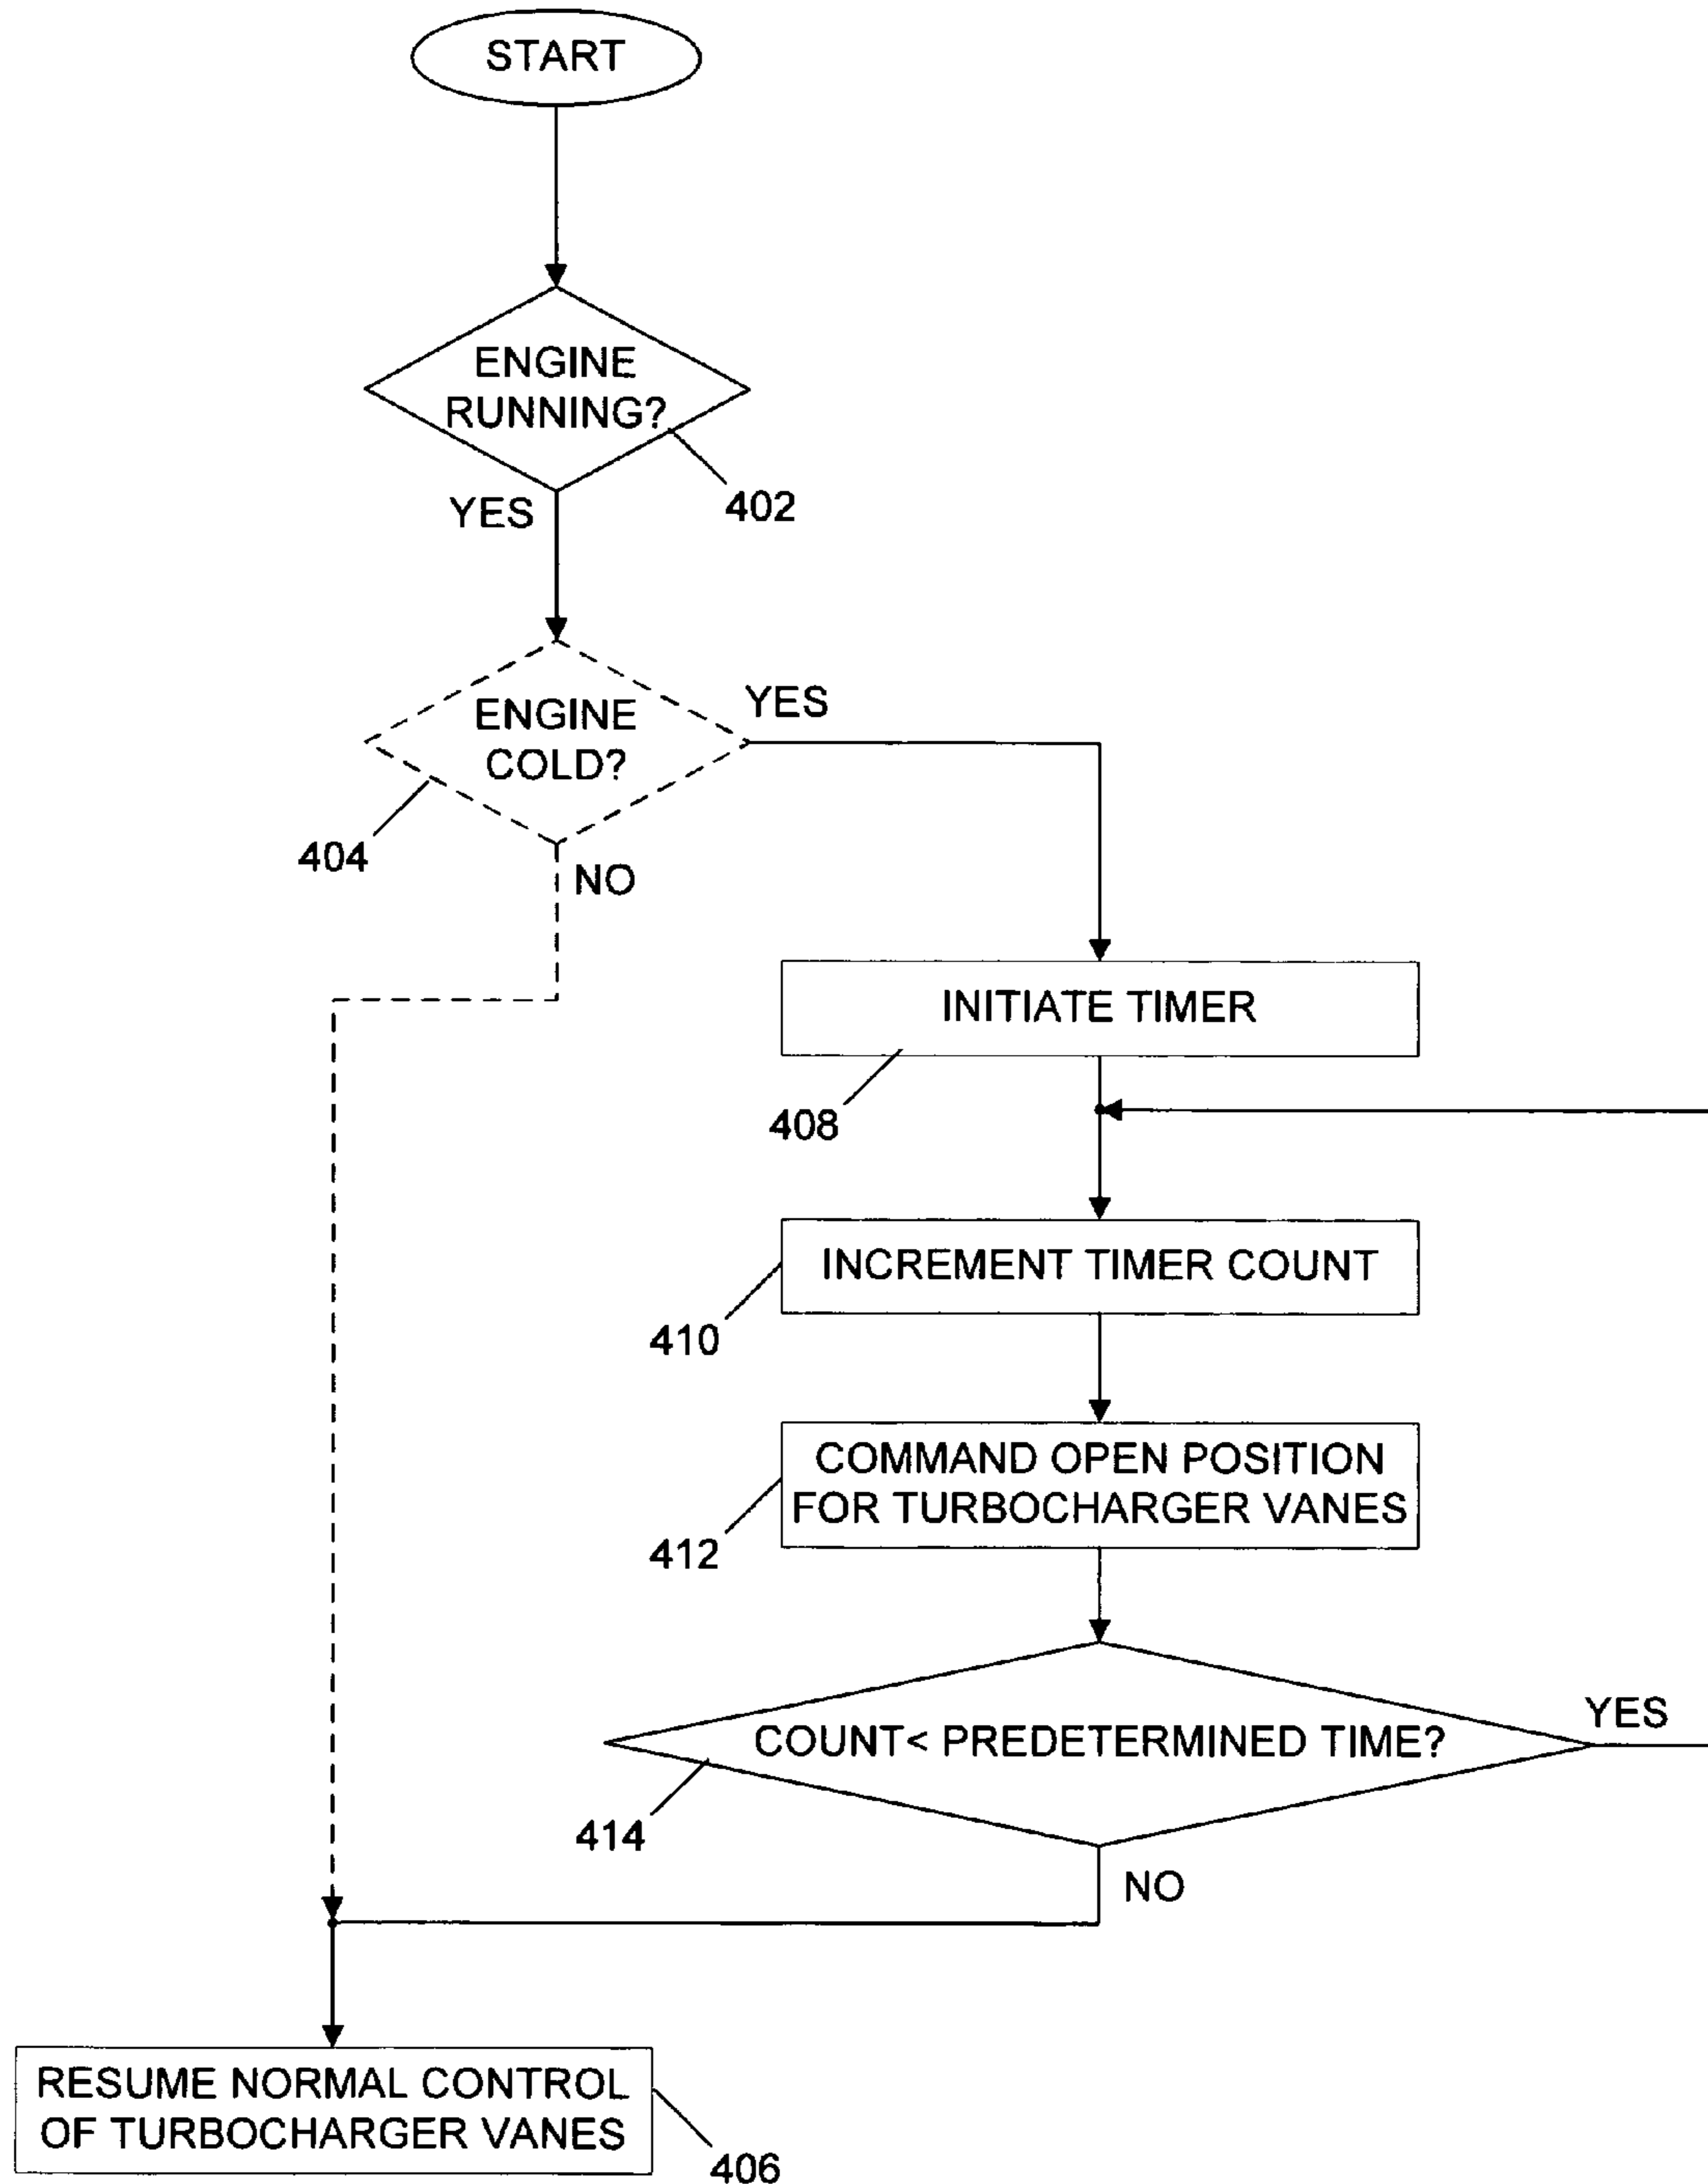 START
ENGINE
RUNNING?
402
YES
ENGINE
COLD?
YES
404
NO
INITIATE TIMER
408
INCREMENT TIMER COUNT
410
COMMAND OPEN POSITION
FOR TURBOCHARGER VANES
412
COUNT< PREDETERMINED TIME?
YES
414
NO
RESUME NORMAL CONTROL
OF TURBOCHARGER VANES
406